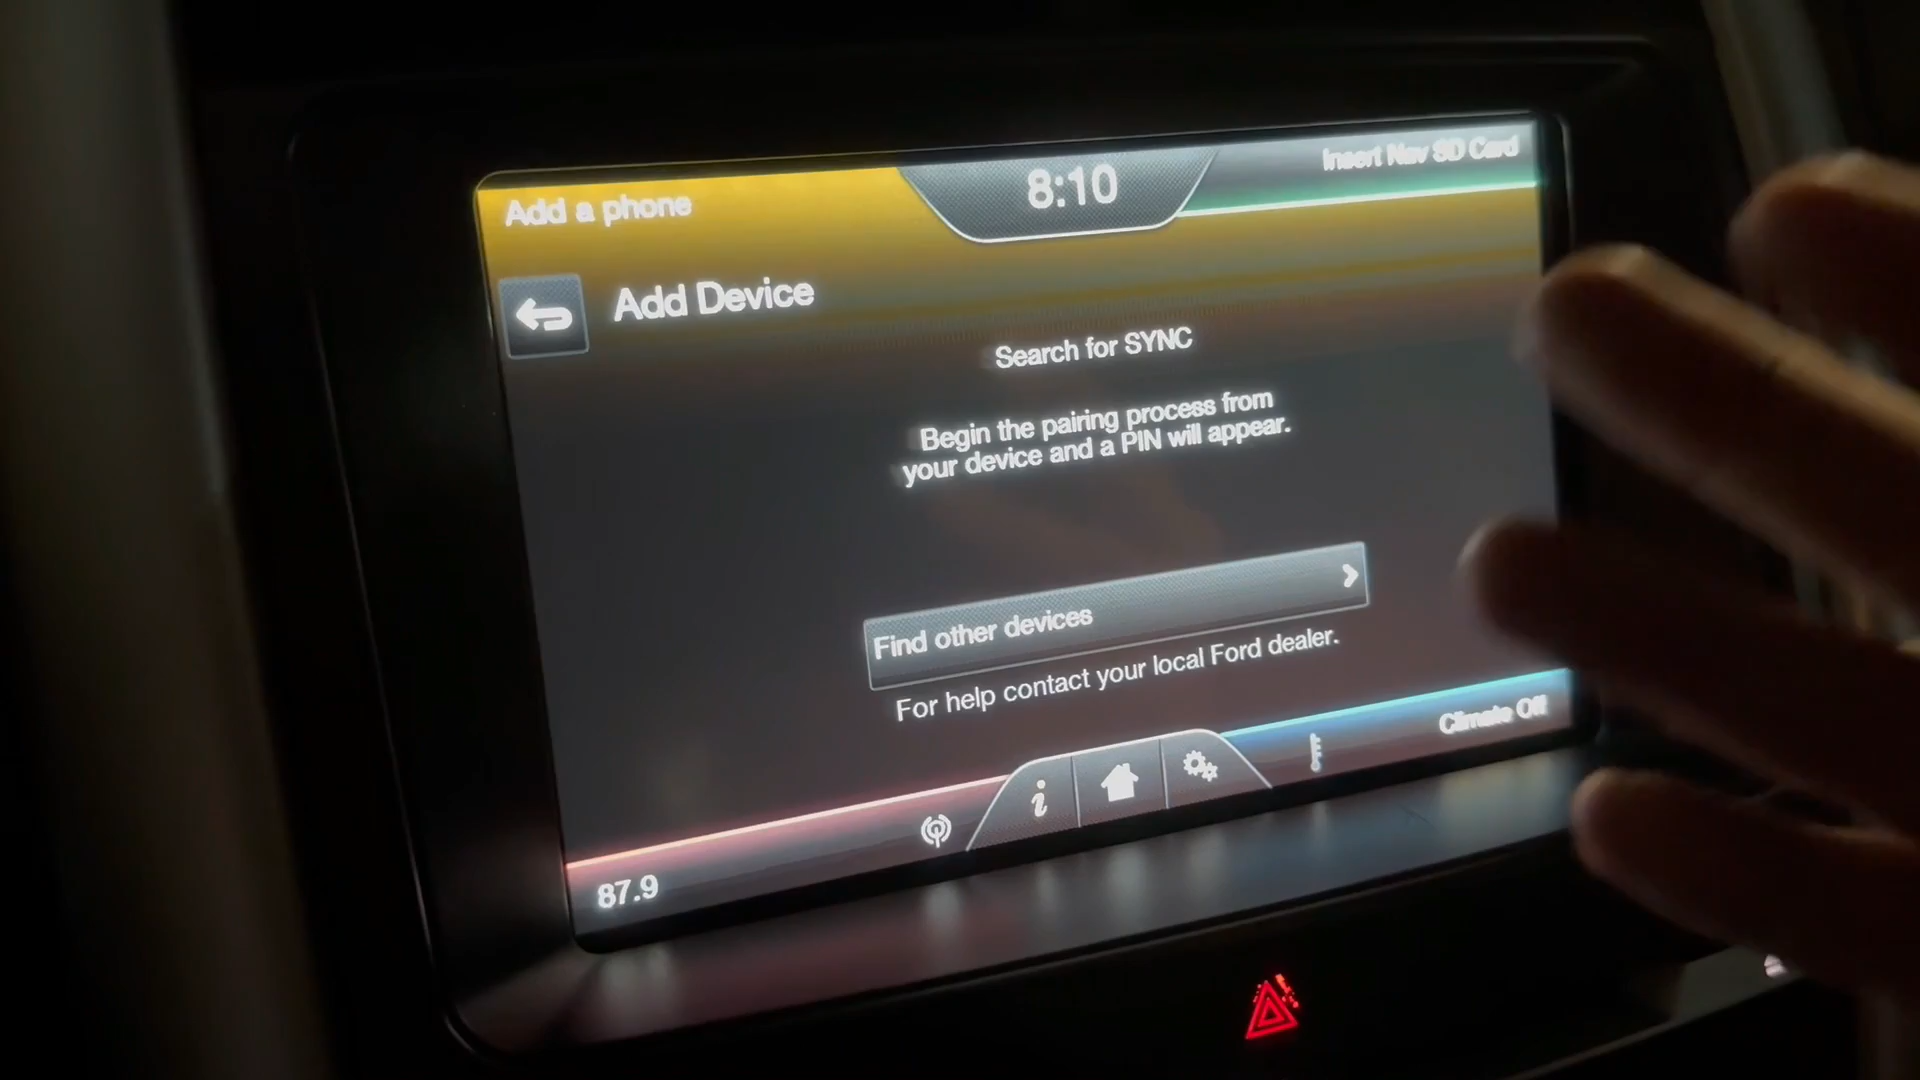 Add a phone
8:10
Insert Nav SD Card
Add Device
Search for SYNC
Begin the pairing process from
your device and a PIN will appear.
Find other devices
For help contact your local Ford dealer.
Climate Off
87.9